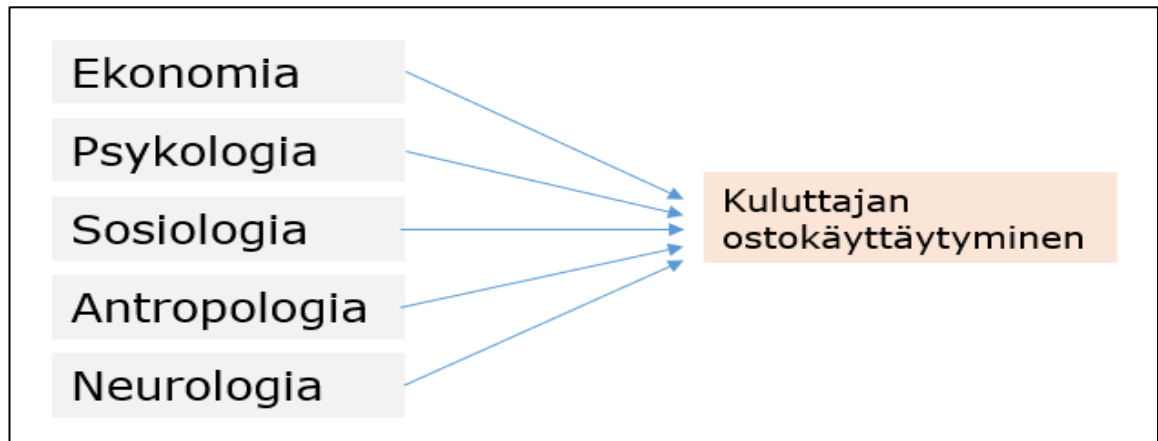 Ekonomia
Psykologia
Sosiologia
Antropologia
Neurologia
Kuluttajan
ostokäyttäytyminen